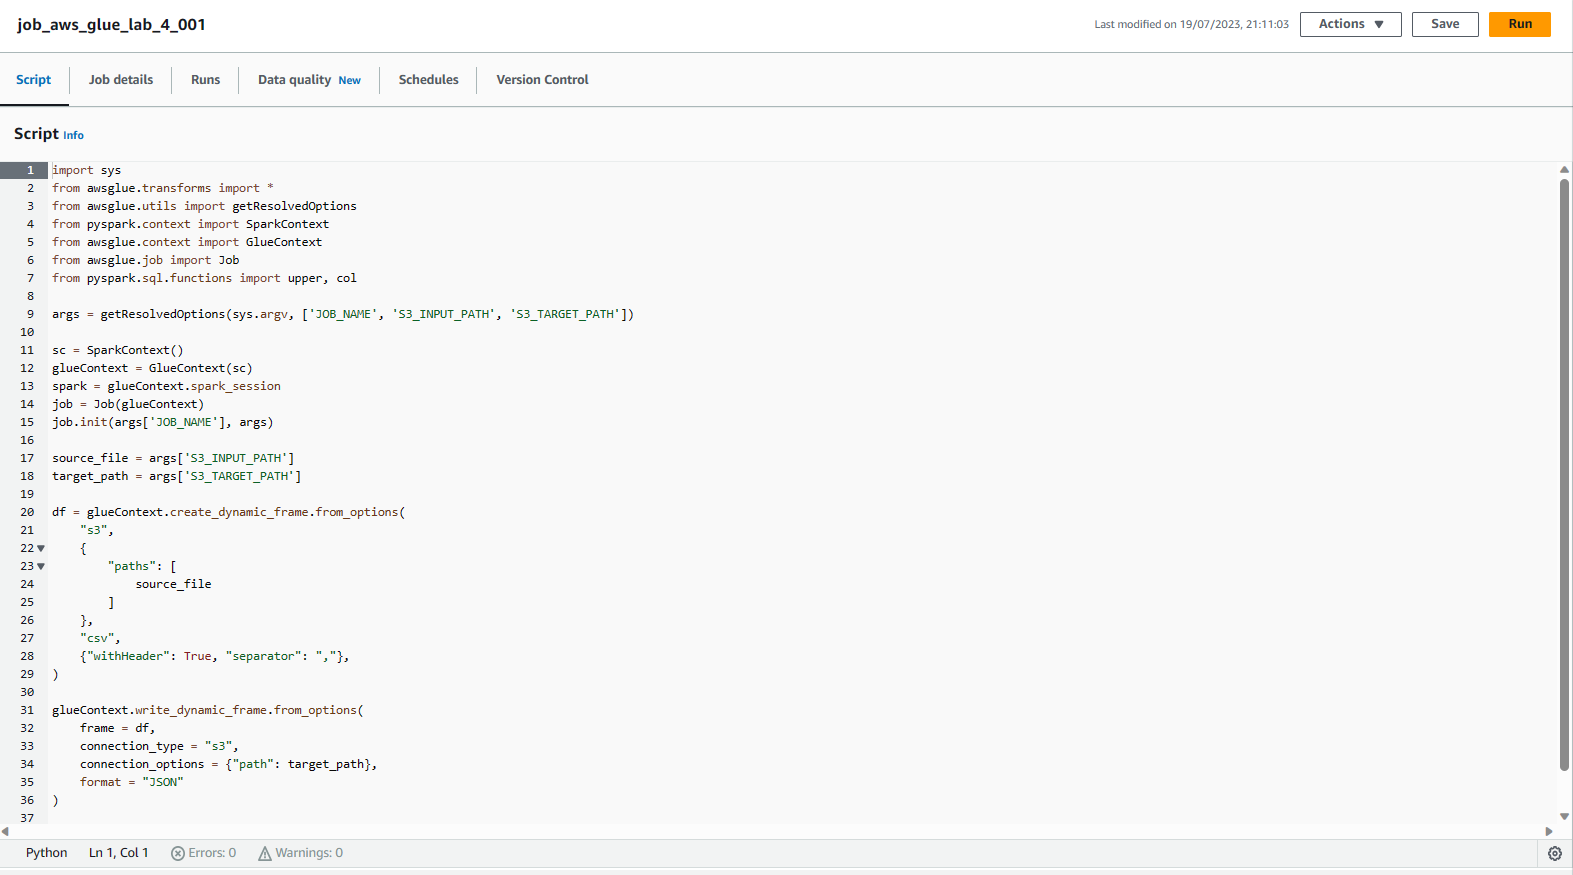 job_aws_glue_lab_4_001
Last modified on 19/07/2023, 21:11:03 Actions ▼ Save Run
Script Job details Runs Data quality New Schedules Version Control
Script Info
1 import sys
2 from awsglue.transforms import *
3 from awsglue.utils import getResolvedOptions
4 from pyspark.context import SparkContext
5 from awsglue.context import GlueContext
6 from awsglue.job import Job
7 from pyspark.sql.functions import upper, col
8
9 args = getResolvedOptions(sys.argv, ['JOB_NAME', 'S3_INPUT_PATH', 'S3_TARGET_PATH'])
10
11 sc = SparkContext()
12 glueContext = GlueContext(sc)
13 spark = glueContext.spark_session
14 job = Job(glueContext)
15 job.init(args['JOB_NAME'], args)
16
17 source_file = args['S3_INPUT_PATH']
18 target_path = args['S3_TARGET_PATH']
19
20 df = glueContext.create_dynamic_frame.from_options(
21     "s3",
22     {
23         "paths": [
24             source_file
25         ]
26     },
27     "csv",
28     {"withHeader": True, "separator": ","},
29 )
30
31 glueContext.write_dynamic_frame.from_options(
32     frame = df,
33     connection_type = "s3",
34     connection_options = {"path": target_path},
35     format = "JSON"
36 )
37
Python Ln 1, Col 1 Errors: 0 Warnings: 0